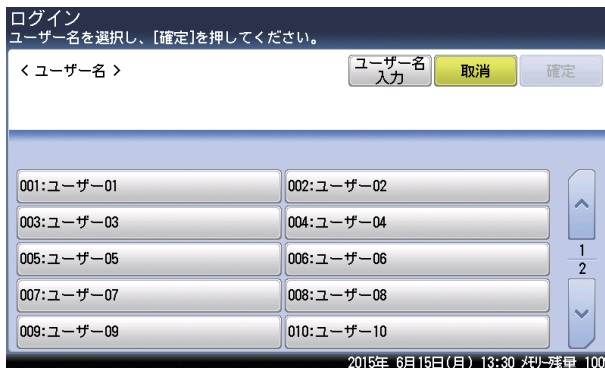 ログイン
ユーザー名を選択し、[確定]を押してください。
< ユーザー名 >
ユーザー名
入力
取消
確定
001:ユーザー01
002:ユーザー02
003:ユーザー03
004:ユーザー04
005:ユーザー05
006:ユーザー06
007:ユーザー07
008:ユーザー08
009:ユーザー09
010:ユーザー10
1
2
2015年 6月15日(月) 13:30 メモリー残量 100